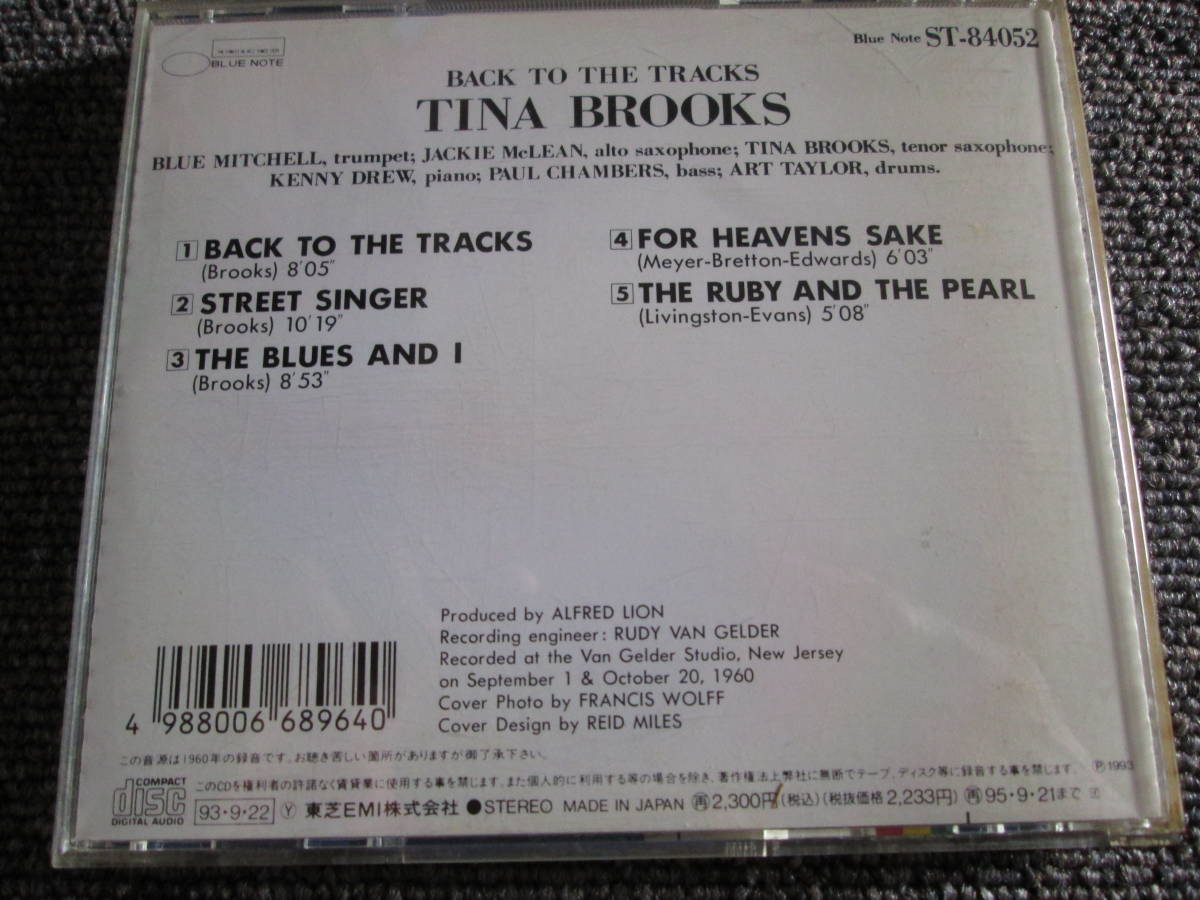 THE FINEST IN JAZZ SINCE 1939
BLUE NOTE
Blue Note ST-84052
BACK TO THE TRACKS
TINA BROOKS
BLUE MITCHELL, trumpet; JACKIE McLEAN, alto saxophone; TINA BROOKS, tenor saxophone;
KENNY DREW, piano; PAUL CHAMBERS, bass; ART TAYLOR, drums.
1 BACK TO THE TRACKS
(Brooks) 8'05"
2 STREET SINGER
(Brooks) 10'19"
3 THE BLUES AND I
(Brooks) 8'53"
4 FOR HEAVENS SAKE
(Meyer-Bretton-Edwards) 6'03"
5 THE RUBY AND THE PEARL
(Livingston-Evans) 5'08"
Produced by ALFRED LION
Recording engineer: RUDY VAN GELDER
Recorded at the Van Gelder Studio, New Jersey
on September 1 & October 20, 1960
Cover Photo by FRANCIS WOLFF
Cover Design by REID MILES
4 988006 689640
この音源は1960年の録音です。お聴き苦しい箇所がありますが御了承下さい。
COMPACT
disc
DIGITAL AUDIO
このCDを権利者の許諾なく賃貸業に使用する事を禁じます。また個人的に利用する等の場合を除き、著作権法上弊社に無断でテープ、ディスク等に録音する事を禁じます。 Ⓟ1993
93・9・22 Ⓨ 東芝EMI株式会社 ●STEREO MADE IN JAPAN ㊢2,300円(税込)(税抜価格2,233円) 再95・9・21まで